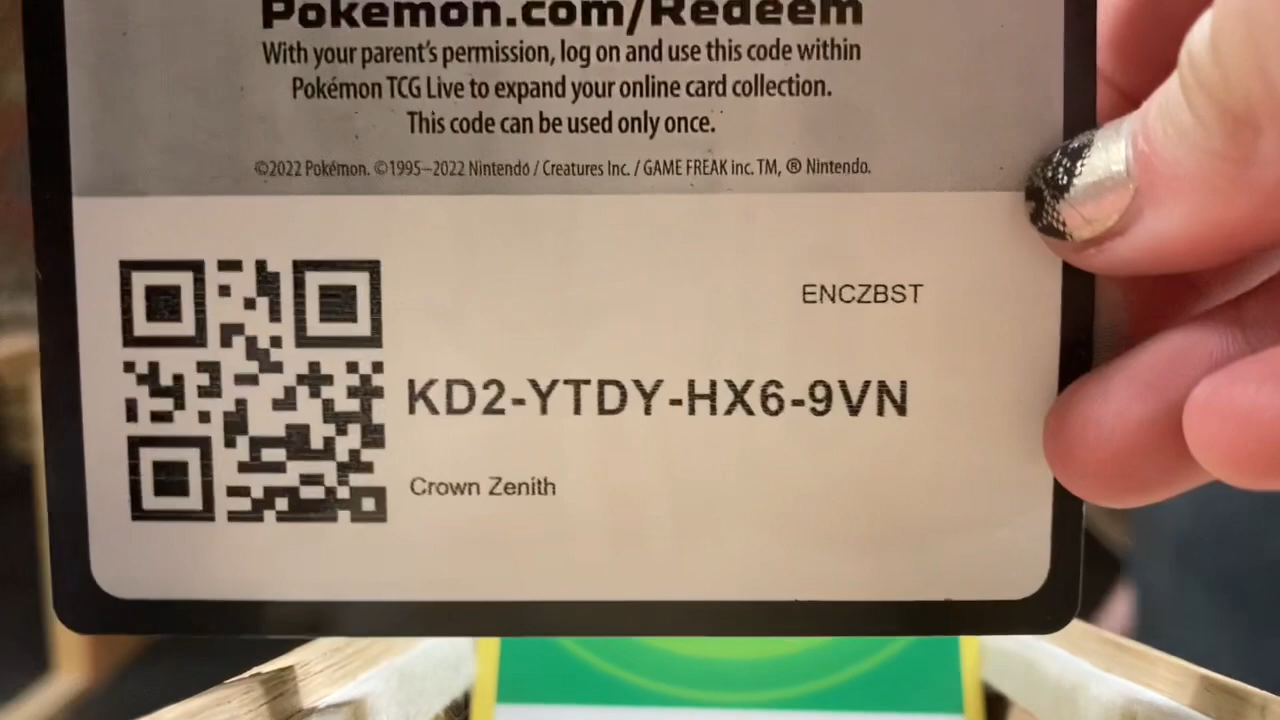 Pokemon.com/Redeem
With your parent's permission, log on and use this code within
Pokémon TCG Live to expand your online card collection.
This code can be used only once.
©2022 Pokémon. ©1995–2022 Nintendo / Creatures Inc. / GAME FREAK inc. TM, ® Nintendo.
ENCZBST
KD2-YTDY-HX6-9VN
Crown Zenith